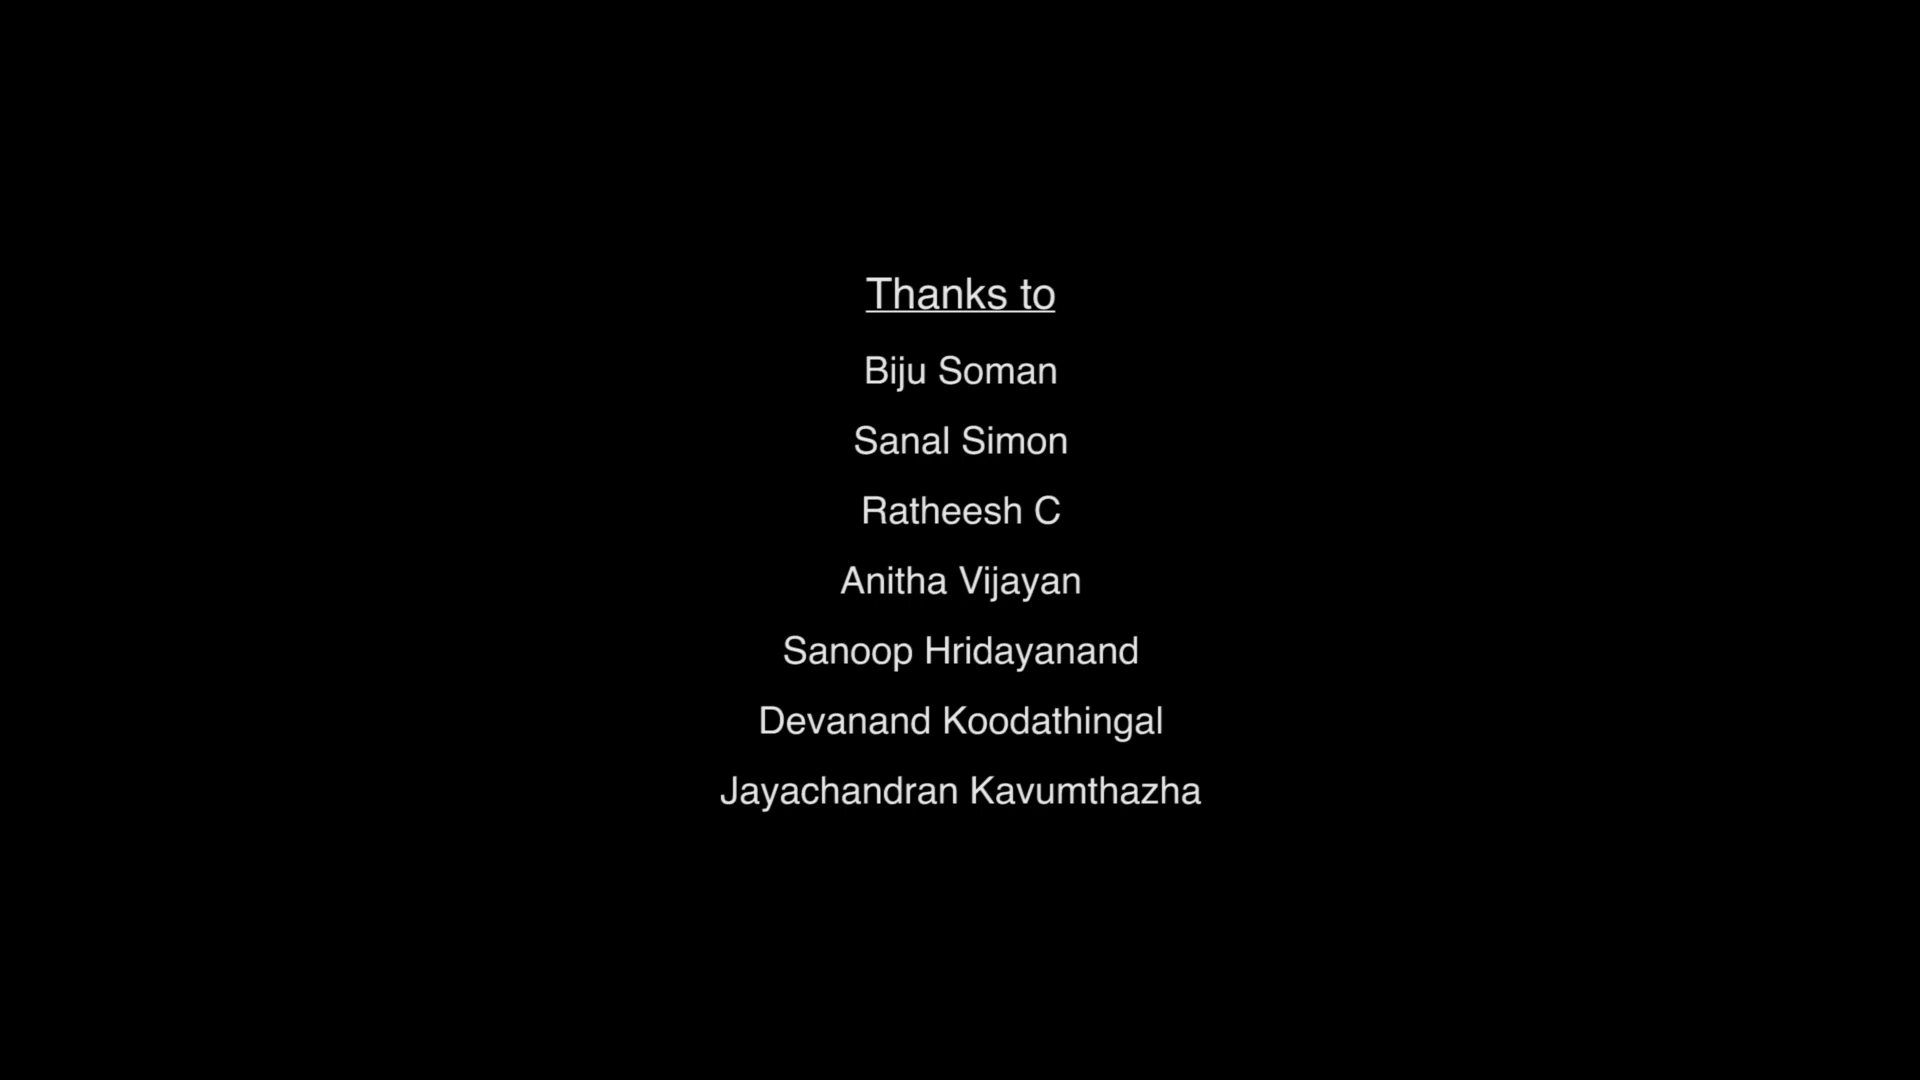 Thanks to
Biju Soman
Sanal Simon
Ratheesh C
Anitha Vijayan
Sanoop Hridayanand
Devanand Koodathingal
Jayachandran Kavumthazha